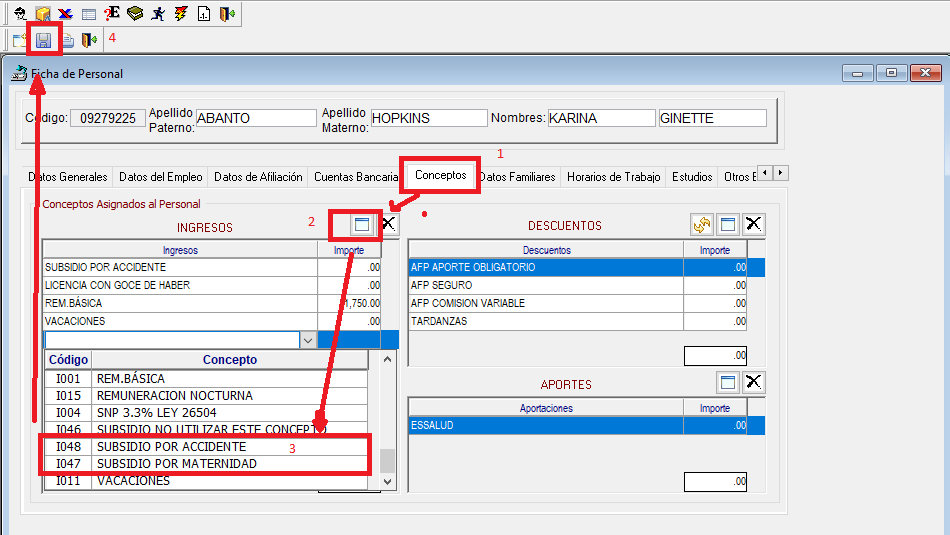 4
Ficha de Personal
Código: 09279225 Apellido Paterno: ABANTO Apellido Materno: HOPKINS Nombres: KARINA GINETTE
1
Datos Generales Datos del Empleo Datos de Afiliación Cuentas Bancaria Conceptos Datos Familiares Horarios de Trabajo Estudios Otros E
Conceptos Asignados al Personal
INGRESOS 2
Ingresos Importe
SUBSIDIO POR ACCIDENTE .00
LICENCIA CON GOCE DE HABER .00
REM.BÁSICA 1,750.00
VACACIONES .00
Código Concepto
I001 REM.BÁSICA
I015 REMUNERACION NOCTURNA
I004 SNP 3.3% LEY 26504
I046 SUBSIDIO NO UTILIZAR ESTE CONCEPTO
I048 SUBSIDIO POR ACCIDENTE 3
I047 SUBSIDIO POR MATERNIDAD
I011 VACACIONES
DESCUENTOS
Descuentos Importe
AFP APORTE OBLIGATORIO .00
AFP SEGURO .00
AFP COMISION VARIABLE .00
TARDANZAS .00
.00
APORTES
Aportaciones Importe
ESSALUD .00
.00